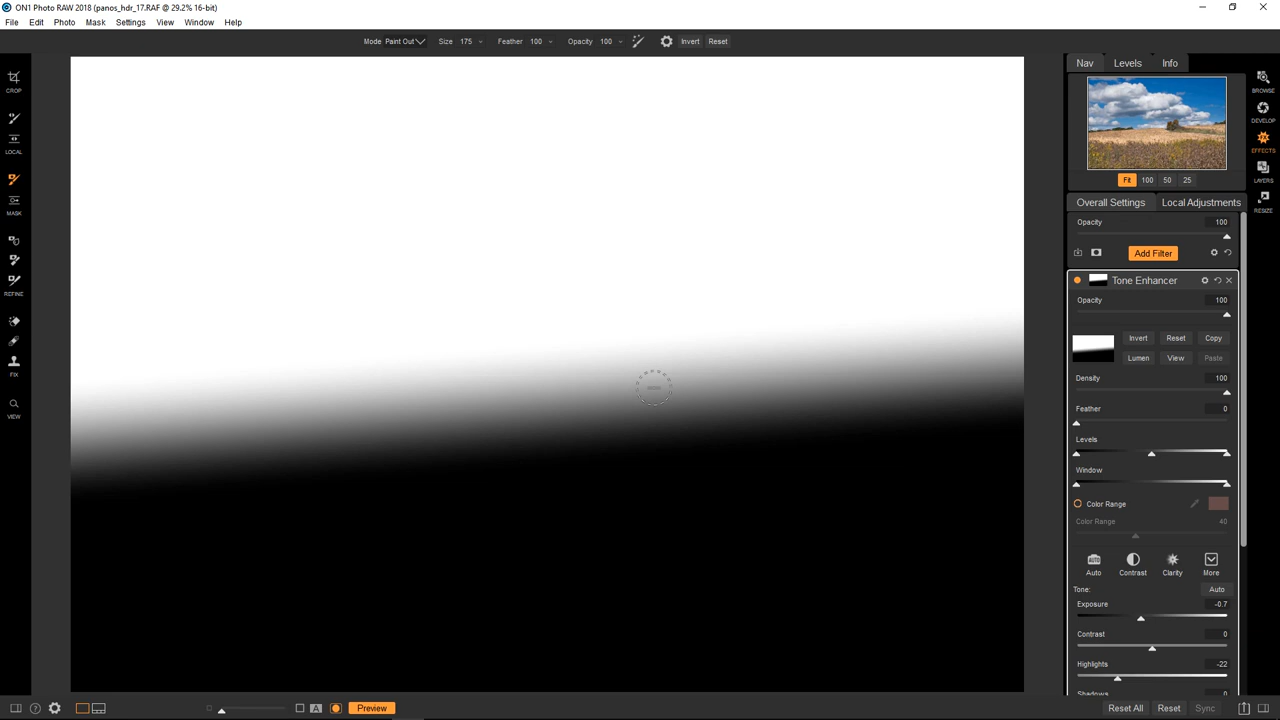 ON1 Photo RAW 2018 (panos_hdr_17.RAF @ 29.2% 16-bit)
File Edit Photo Mask Settings View Window Help
Mode Paint Out Size 175 Feather 100 Opacity 100 Invert Reset
CROP
LOCAL
MASK
REFINE
FIX
VIEW
Nav Levels Info
Fit 100 50 25
BROWSE
DEVELOP
EFFECTS
LAYERS
RESIZE
Overall Settings Local Adjustments
Opacity 100
Add Filter
Tone Enhancer
Opacity 100
Invert Reset Copy
Lumen View Paste
Density 100
Feather 0
Levels
Window
Color Range
Color Range 40
AUTO
Auto Contrast Clarity More
Tone: Auto
Exposure -0.7
Contrast 0
Highlights -22
Shadows 0
A Preview Reset All Reset Sync